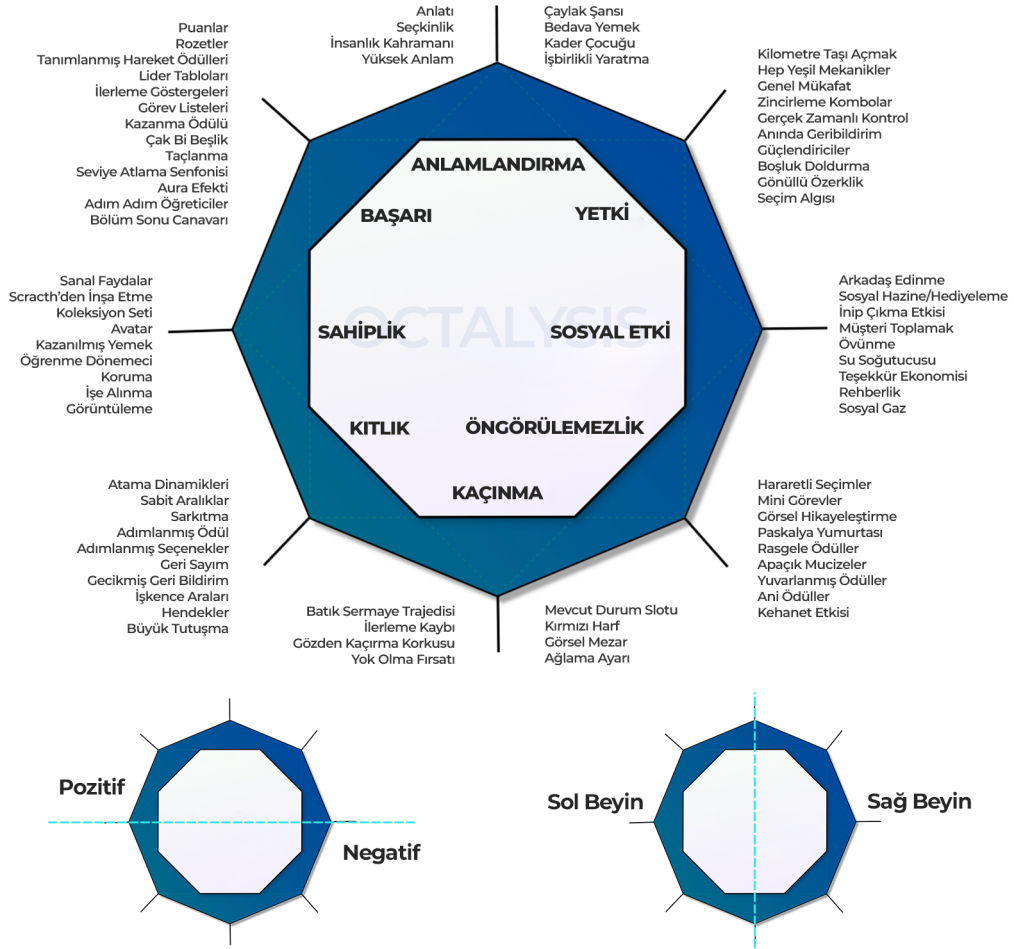 Anlatı
Seçkinlik
İnsanlık Kahramanı
Yüksek Anlam
Çaylak Şansı
Bedava Yemek
Kader Çocuğu
İşbirlikli Yaratma
Puanlar
Rozetler
Tanımlanmış Hareket Ödülleri
Lider Tabloları
İlerleme Göstergeleri
Görev Listeleri
Kazanma Ödülü
Çak Bi Beşlik
Taçlanma
Seviye Atlama Senfonisi
Aura Efekti
Adım Adım Öğreticiler
Bölüm Sonu Canavarı
Kilometre Taşı Açmak
Hep Yeşil Mekanikler
Genel Mükafat
Zincirleme Kombolar
Gerçek Zamanlı Kontrol
Anında Geribildirim
Güçlendiriciler
Boşluk Doldurma
Gönüllü Özerklik
Seçim Algısı
ANLAMLANDIRMA
BAŞARI
YETKİ
OCTALYSIS
SAHİPLİK
SOSYAL ETKİ
KITLIK
ÖNGÖRÜLEMEZLİK
KAÇINMA
Sanal Faydalar
Scracth'den İnşa Etme
Koleksiyon Seti
Avatar
Kazanılmış Yemek
Öğrenme Dönemeci
Koruma
İşe Alınma
Görüntüleme
Arkadaş Edinme
Sosyal Hazine/Hediyeleme
İnip Çıkma Etkisi
Müşteri Toplamak
Övünme
Su Soğutucusu
Teşekkür Ekonomisi
Rehberlik
Sosyal Gaz
Atama Dinamikleri
Sabit Aralıklar
Sarkıtma
Adımlanmış Ödül
Adımlanmış Seçenekler
Geri Sayım
Gecikmiş Geri Bildirim
İşkence Araları
Hendekler
Büyük Tutuşma
Hararetli Seçimler
Mini Görevler
Görsel Hikayeleştirme
Paskalya Yumurtası
Rasgele Ödüller
Apaçık Mucizeler
Yuvarlanmış Ödüller
Ani Ödüller
Kehanet Etkisi
Batık Sermaye Trajedisi
İlerleme Kaybı
Gözden Kaçırma Korkusu
Yok Olma Fırsatı
Mevcut Durum Slotu
Kırmızı Harf
Görsel Mezar
Ağlama Ayarı
Pozitif
Negatif
Sol Beyin
Sağ Beyin